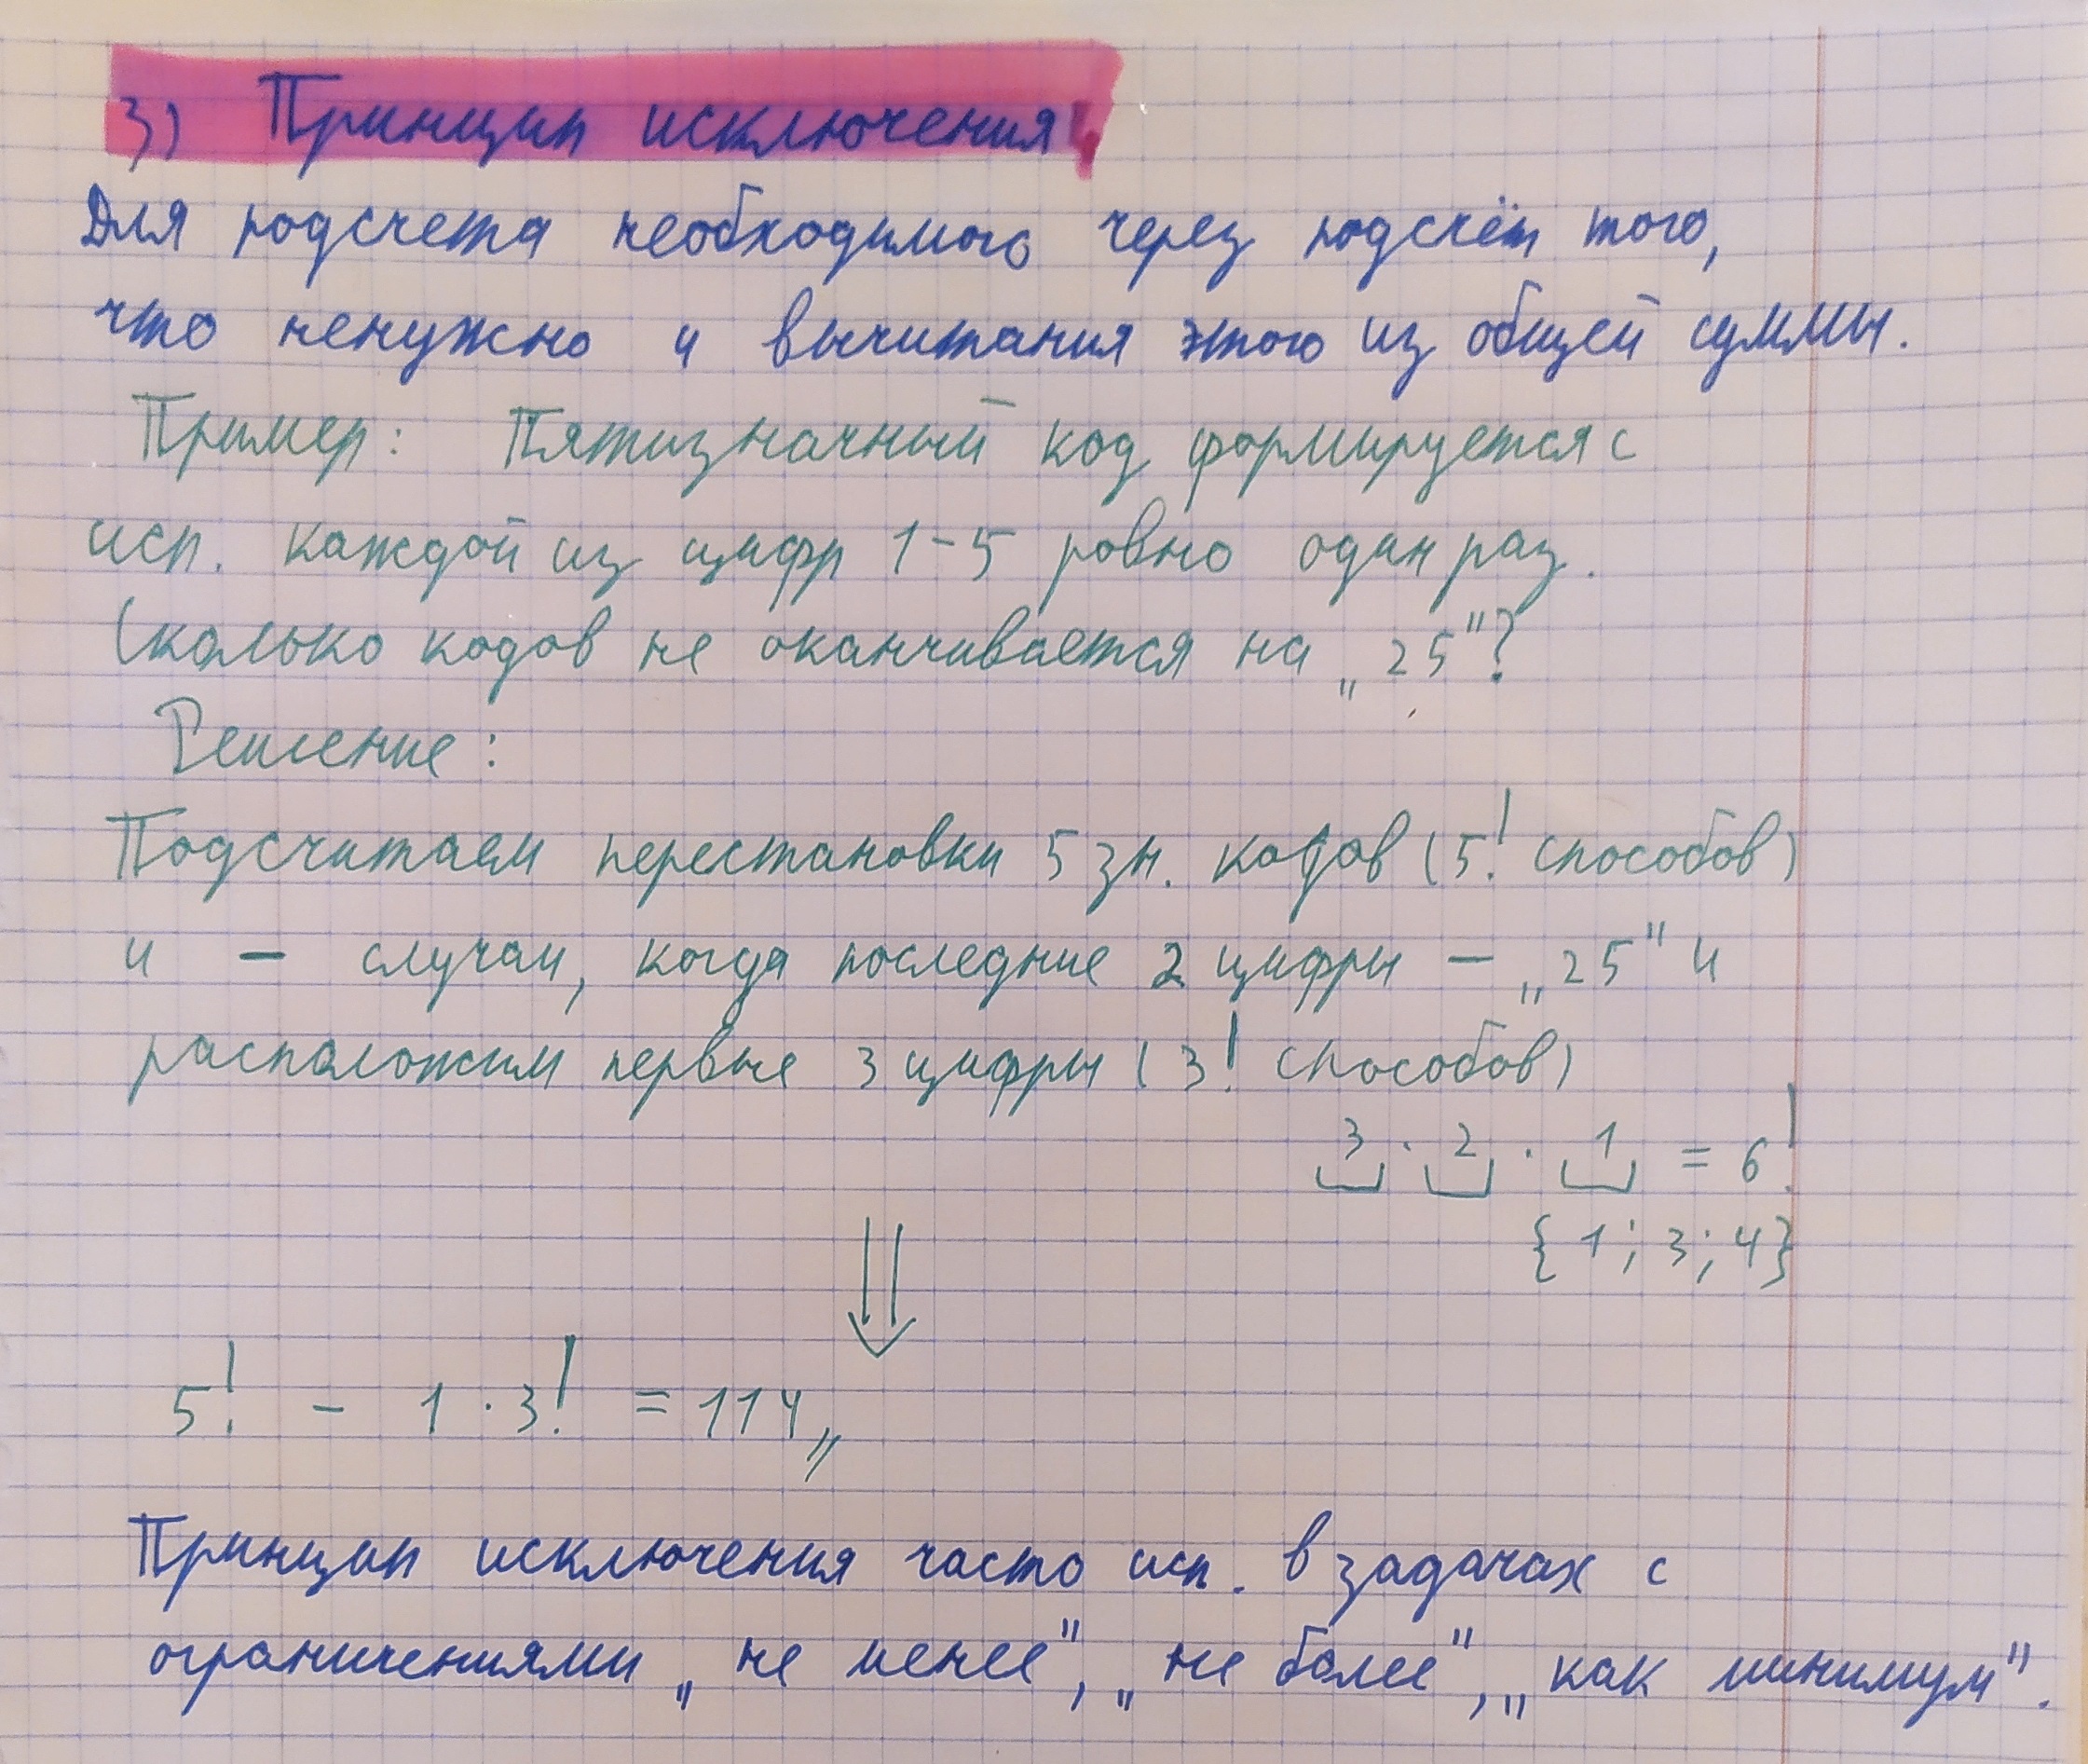 3) Принцип исключения
Для подсчета необходимого через подсчёт того,
что ненужно и вычитания этого из общей суммы.
Пример: Пятизначный код формируется с
исп. каждой из цифр 1-5 ровно один раз.
Сколько кодов не оканчивается на „25"?
Решение:
Подсчитаем перестановки 5 зн. кодов (5! способов)
и — случаи, когда последние 2 цифры — „25" и
расположим первые 3 цифры (3! способов)
3 · 2 · 1 = 6!
{1; 3; 4}
5! - 1 · 3! = 114
Принцип исключения часто исп. в задачах с
ограничениями „не менее", „не более", „как минимум".